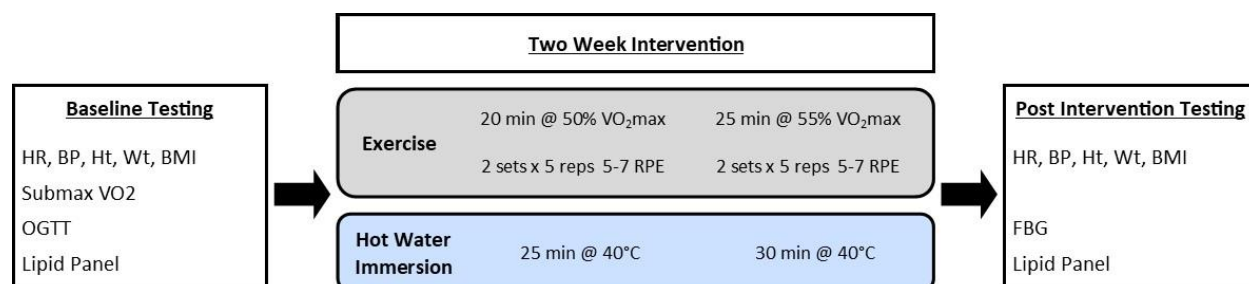 Two Week Intervention
Baseline Testing
HR, BP, Ht, Wt, BMI
Submax VO2
OGTT
Lipid Panel
Exercise
20 min @ 50% VO₂max
25 min @ 55% VO₂max
2 sets x 5 reps 5-7 RPE
2 sets x 5 reps 5-7 RPE
Hot Water
Immersion
25 min @ 40°C
30 min @ 40°C
Post Intervention Testing
HR, BP, Ht, Wt, BMI
FBG
Lipid Panel